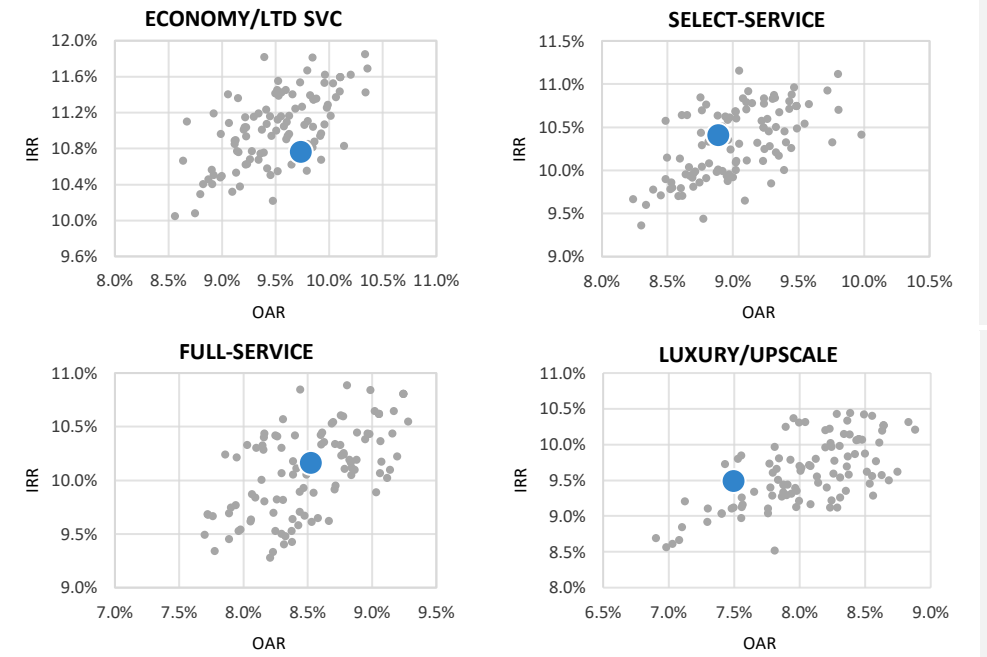 ECONOMY/LTD SVC
12.0%
11.6%
11.2%
10.8%
10.4%
10.0%
9.6%
IRR
8.0% 8.5% 9.0% 9.5% 10.0% 10.5% 11.0%
OAR
SELECT-SERVICE
11.5%
11.0%
10.5%
10.0%
9.5%
9.0%
IRR
8.0% 8.5% 9.0% 9.5% 10.0% 10.5%
OAR
FULL-SERVICE
11.0%
10.5%
10.0%
9.5%
9.0%
IRR
7.0% 7.5% 8.0% 8.5% 9.0% 9.5%
OAR
LUXURY/UPSCALE
11.0%
10.5%
10.0%
9.5%
9.0%
8.5%
8.0%
IRR
6.5% 7.0% 7.5% 8.0% 8.5% 9.0%
OAR